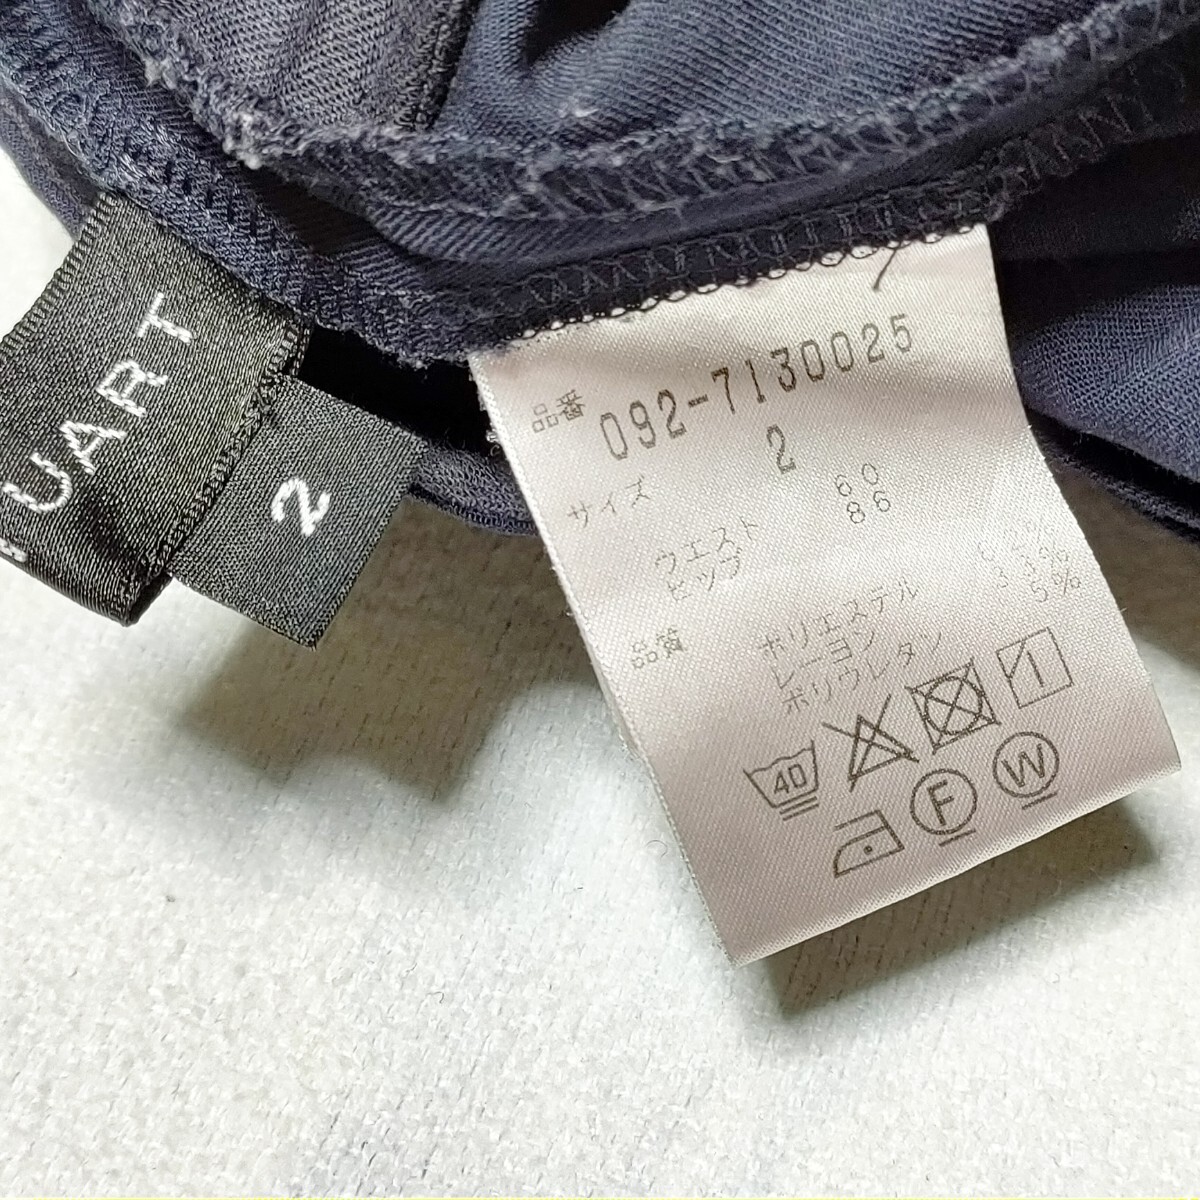 UART
2
品番 092-7130025
サイズ 2
ウエスト 60
ヒップ 86
品質 ポリエステル
レーヨン
ポリウレタン 5%
40
F
W